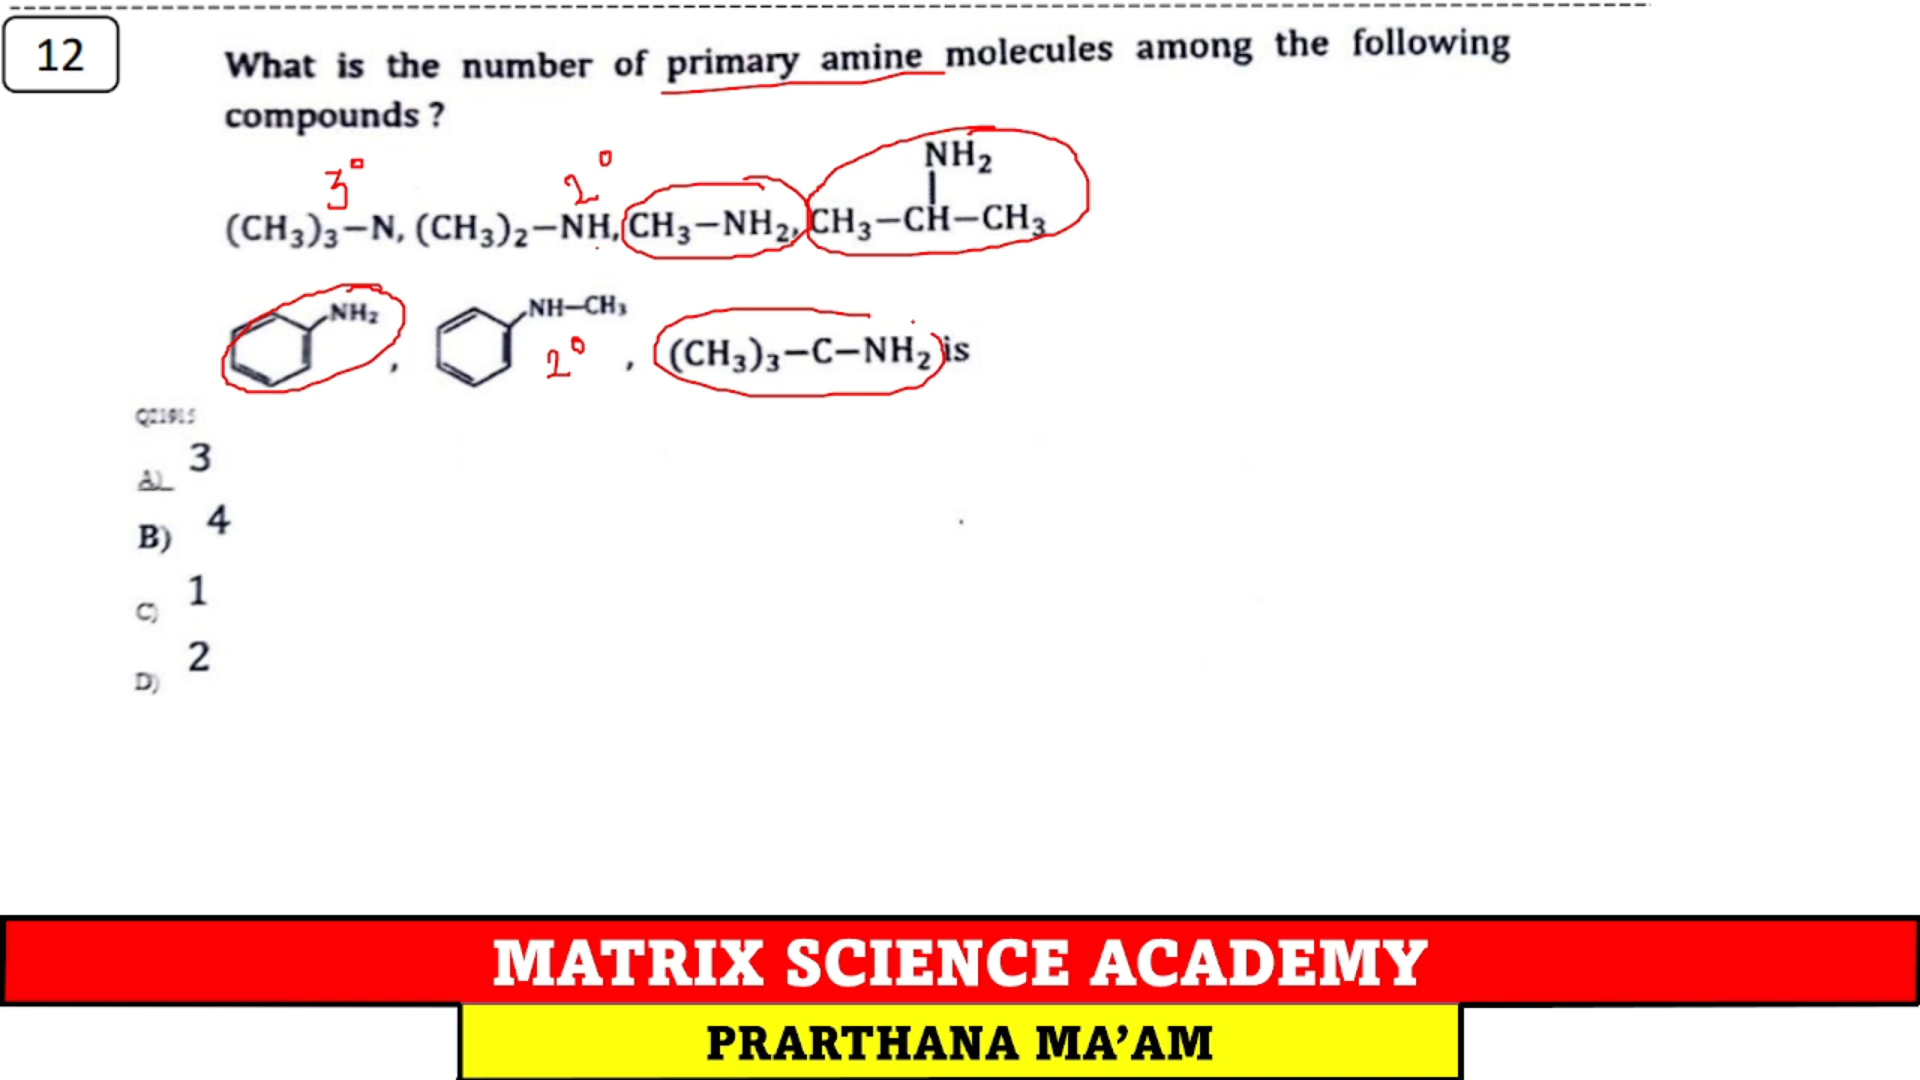 12
What is the number of primary amine molecules among the following
compounds ?
3° 2° NH₂
(CH₃)₃−N, (CH₃)₂−NH, CH₃−NH₂, CH₃−CH−CH₃
NH₂ , NH−CH₃ 2° , (CH₃)₃−C−NH₂ is
Q21915
A) 3
B) 4
C) 1
D) 2
MATRIX SCIENCE ACADEMY
PRARTHANA MA’AM